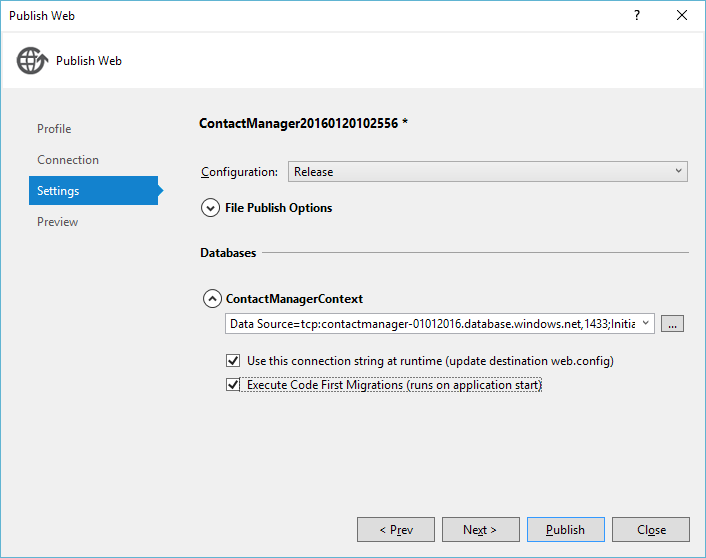 Publish Web
?
Publish Web
Profile
Connection
Settings
Preview
ContactManager20160120102556 *
Configuration: Release
File Publish Options
Databases
ContactManagerContext
Data Source=tcp:contactmanager-01012016.database.windows.net,1433;Initia
...
Use this connection string at runtime (update destination web.config)
Execute Code First Migrations (runs on application start)
< Prev Next > Publish Close